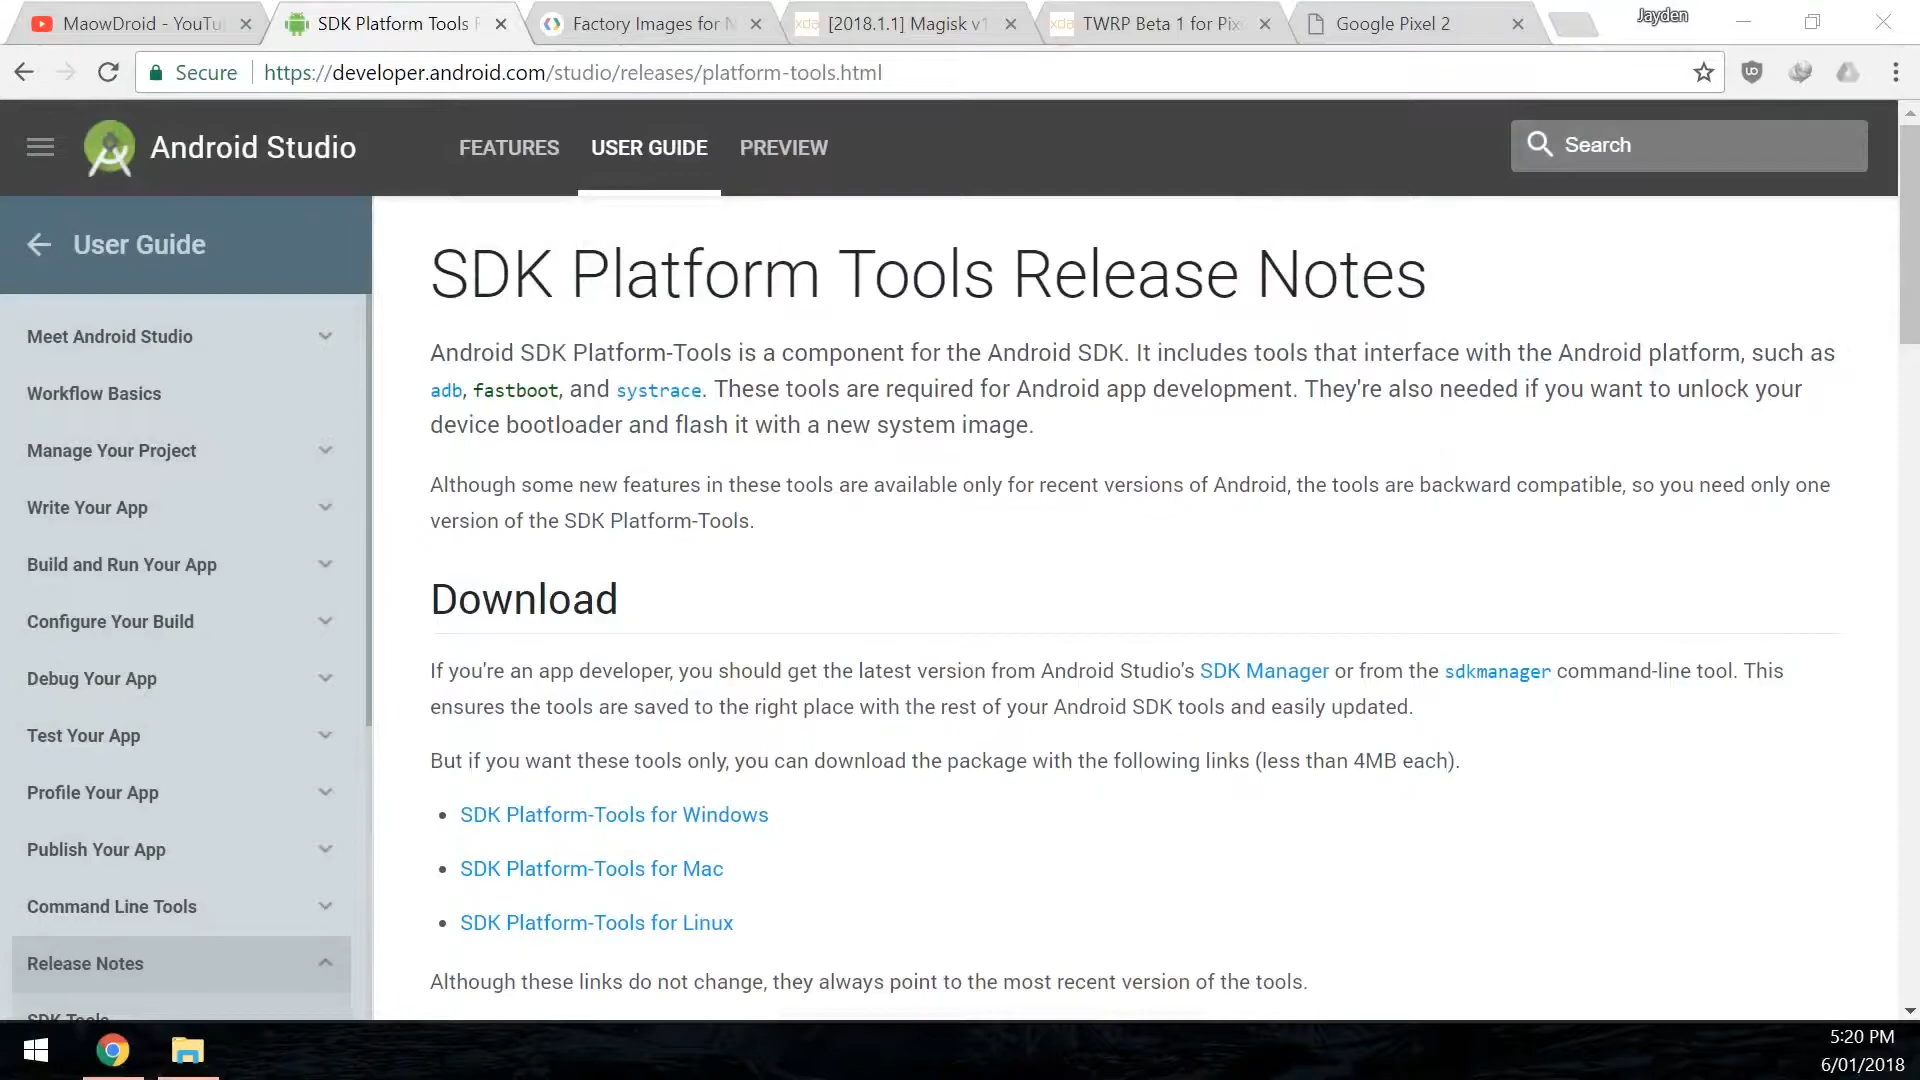 MaowDroid - YouTu
SDK Platform Tools R
Factory Images for N
[2018.1.1] Magisk v1
TWRP Beta 1 for Pix
Google Pixel 2
Jayden
Secure
https://developer.android.com/studio/releases/platform-tools.html
Android Studio
FEATURES
USER GUIDE
PREVIEW
Search
User Guide
Meet Android Studio
Workflow Basics
Manage Your Project
Write Your App
Build and Run Your App
Configure Your Build
Debug Your App
Test Your App
Profile Your App
Publish Your App
Command Line Tools
Release Notes
SDK Tools
SDK Platform Tools Release Notes
Android SDK Platform-Tools is a component for the Android SDK. It includes tools that interface with the Android platform, such as
adb, fastboot, and systrace. These tools are required for Android app development. They're also needed if you want to unlock your
device bootloader and flash it with a new system image.
Although some new features in these tools are available only for recent versions of Android, the tools are backward compatible, so you need only one
version of the SDK Platform-Tools.
Download
If you're an app developer, you should get the latest version from Android Studio's SDK Manager or from the sdkmanager command-line tool. This
ensures the tools are saved to the right place with the rest of your Android SDK tools and easily updated.
But if you want these tools only, you can download the package with the following links (less than 4MB each).
• SDK Platform-Tools for Windows
• SDK Platform-Tools for Mac
• SDK Platform-Tools for Linux
Although these links do not change, they always point to the most recent version of the tools.
5:20 PM
6/01/2018